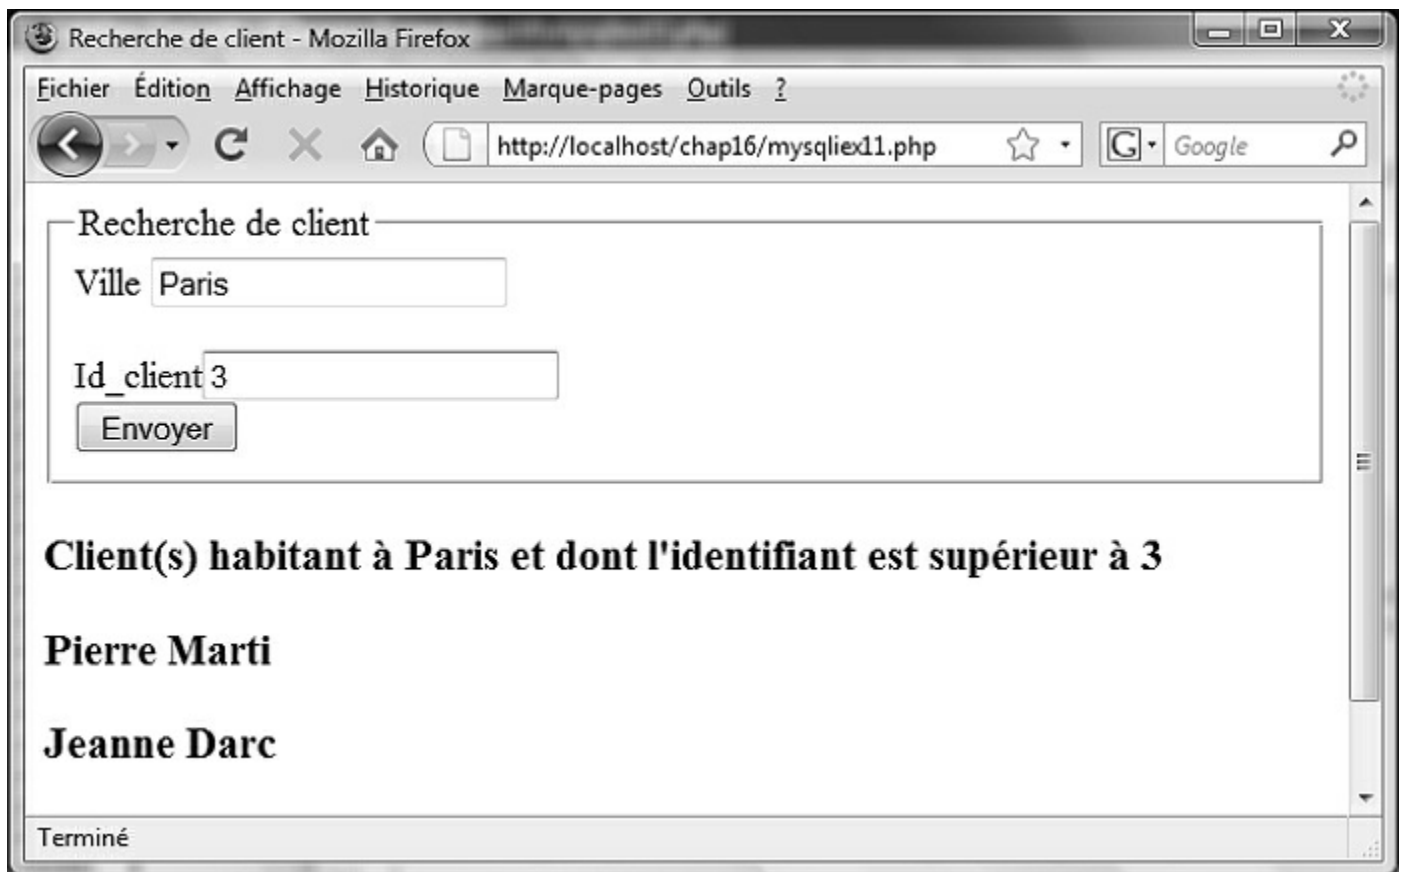 Recherche de client - Mozilla Firefox
Fichier Édition Affichage Historique Marque-pages Outils ?
http://localhost/chap16/mysqliex11.php G Google
Recherche de client
Ville Paris
Id_client 3
Envoyer
Client(s) habitant à Paris et dont l'identifiant est supérieur à 3
Pierre Marti
Jeanne Darc
Terminé